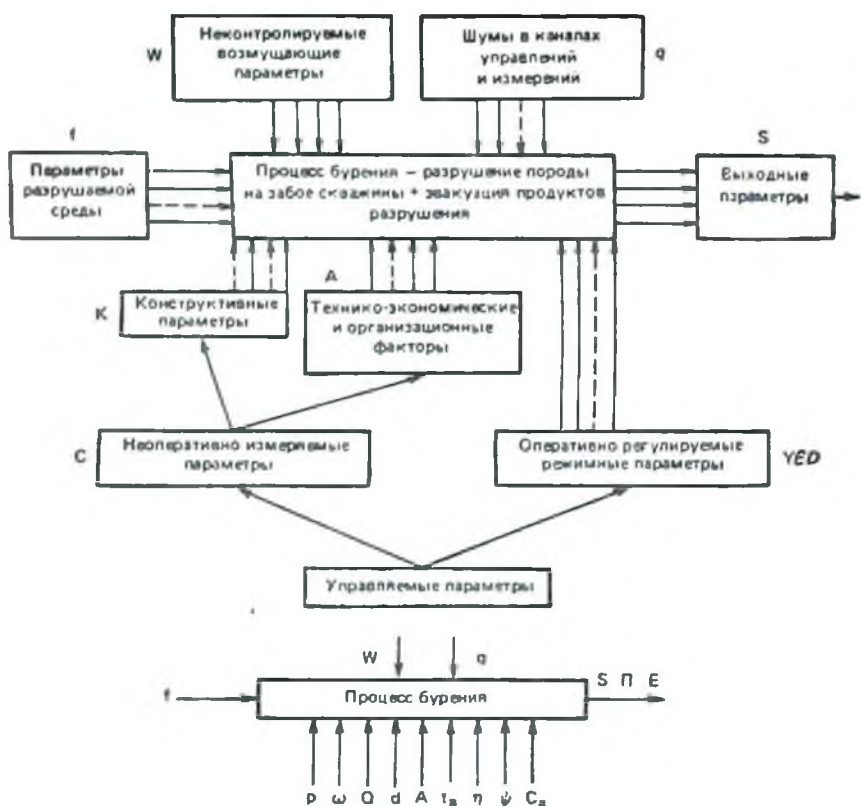 W
Неконтролируемые
возмущающие
параметры
Шумы в каналах
управлений
и измерений
q
f
S
Параметры
разрушаемой
среды
Процесс бурения – разрушение породы
на забое скважины + эвакуация продуктов
разрушения
Выходные
параметры
K
Конструктивные
параметры
A
Технико-экономические
и организационные
факторы
C
Неоперативно измеряемые
параметры
Оперативно регулируемые
режимные параметры
YED
Управляемые параметры
W
q
f
Процесс бурения
S П E
p ω Q d A η ψ